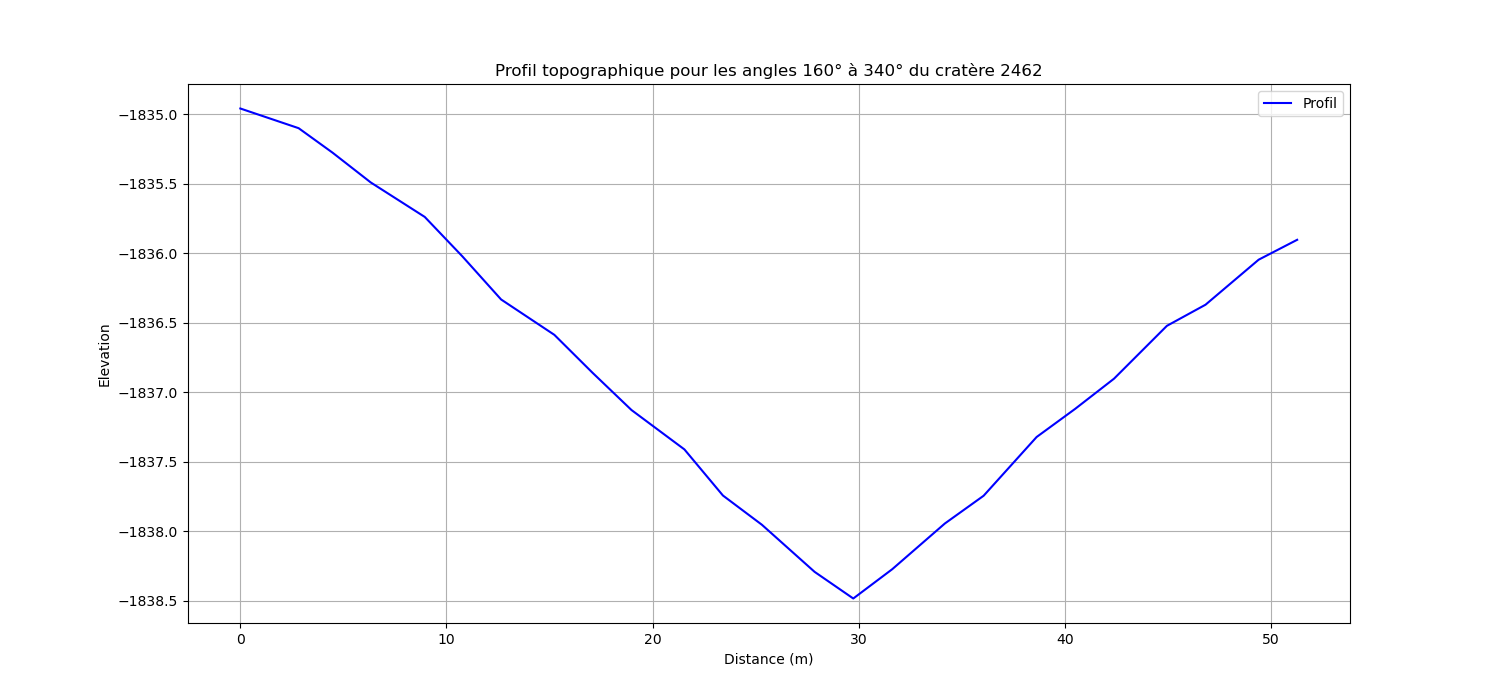 Profil topographique pour les angles 160° à 340° du cratère 2462
Profil
−1835.0
−1835.5
−1836.0
−1836.5
−1837.0
−1837.5
−1838.0
−1838.5
Elevation
0 10 20 30 40 50
Distance (m)